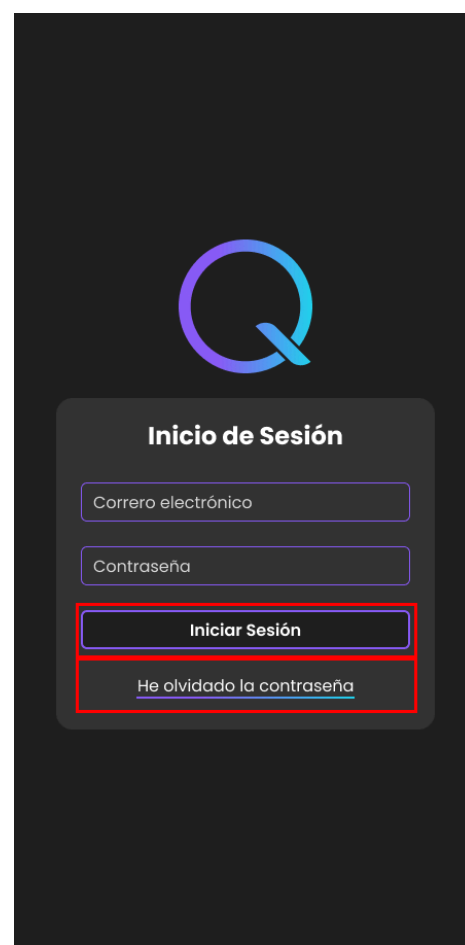 Inicio de Sesión
Correro electrónico
Contraseña
Iniciar Sesión
He olvidado la contraseña